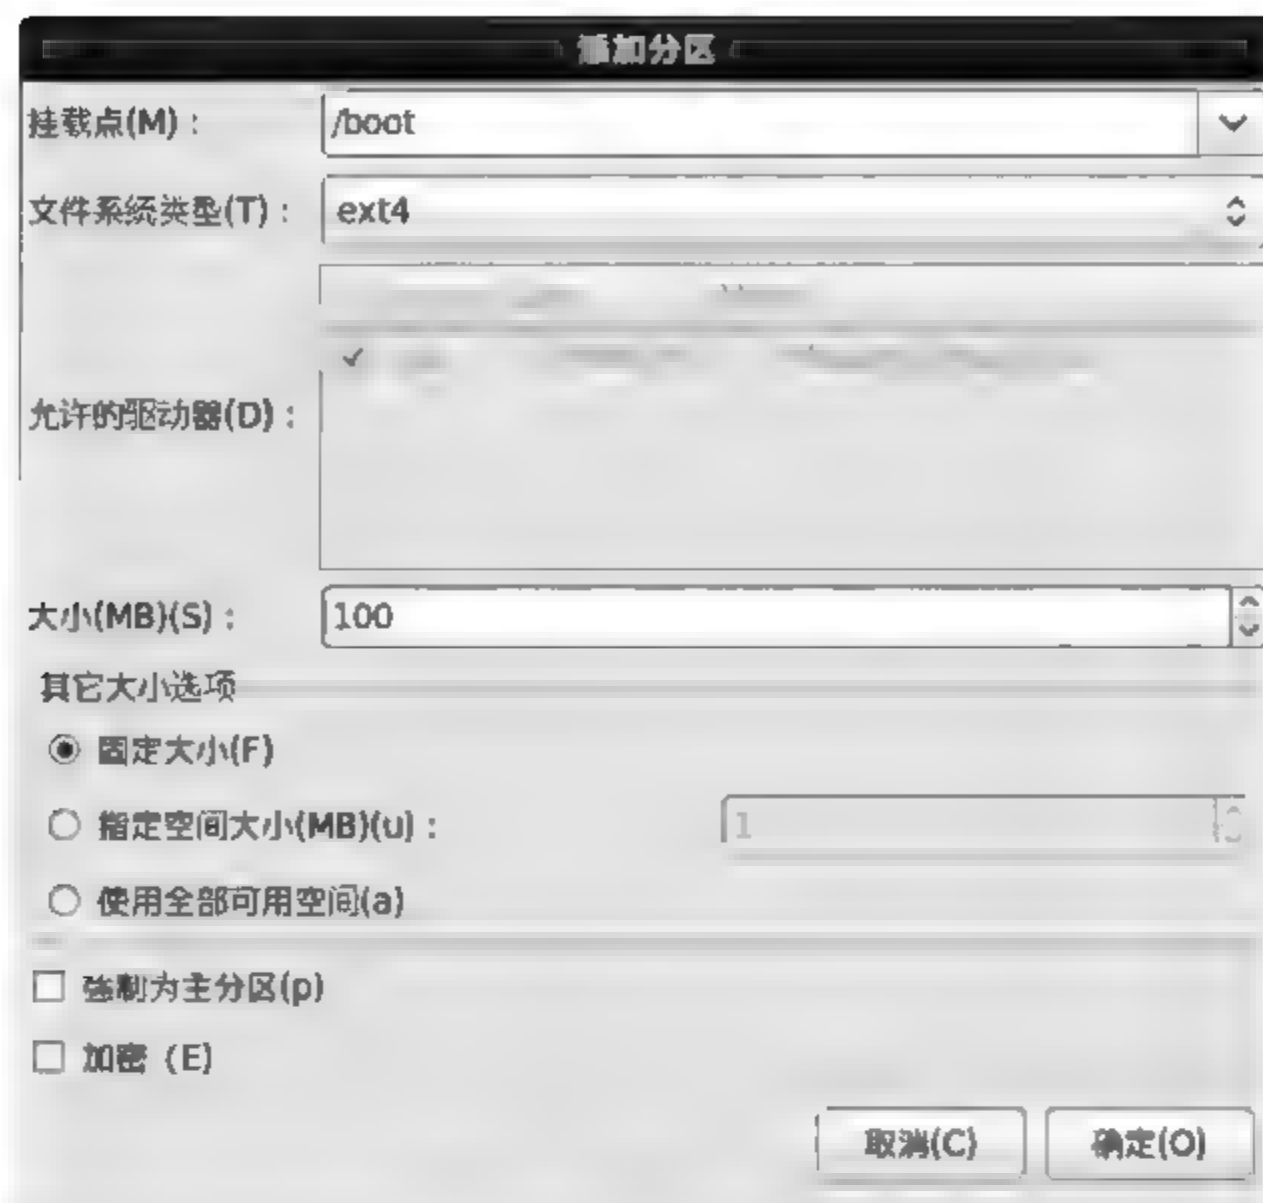 添加分区
挂载点(M)： /boot
文件系统类型(T)： ext4
允许的驱动器(D)：
大小(MB)(S)： 100
其它大小选项
固定大小(F)
指定空间大小(MB)(u)： 1
使用全部可用空间(a)
强制为主分区(p)
加密（E)
取消(C) 确定(O)